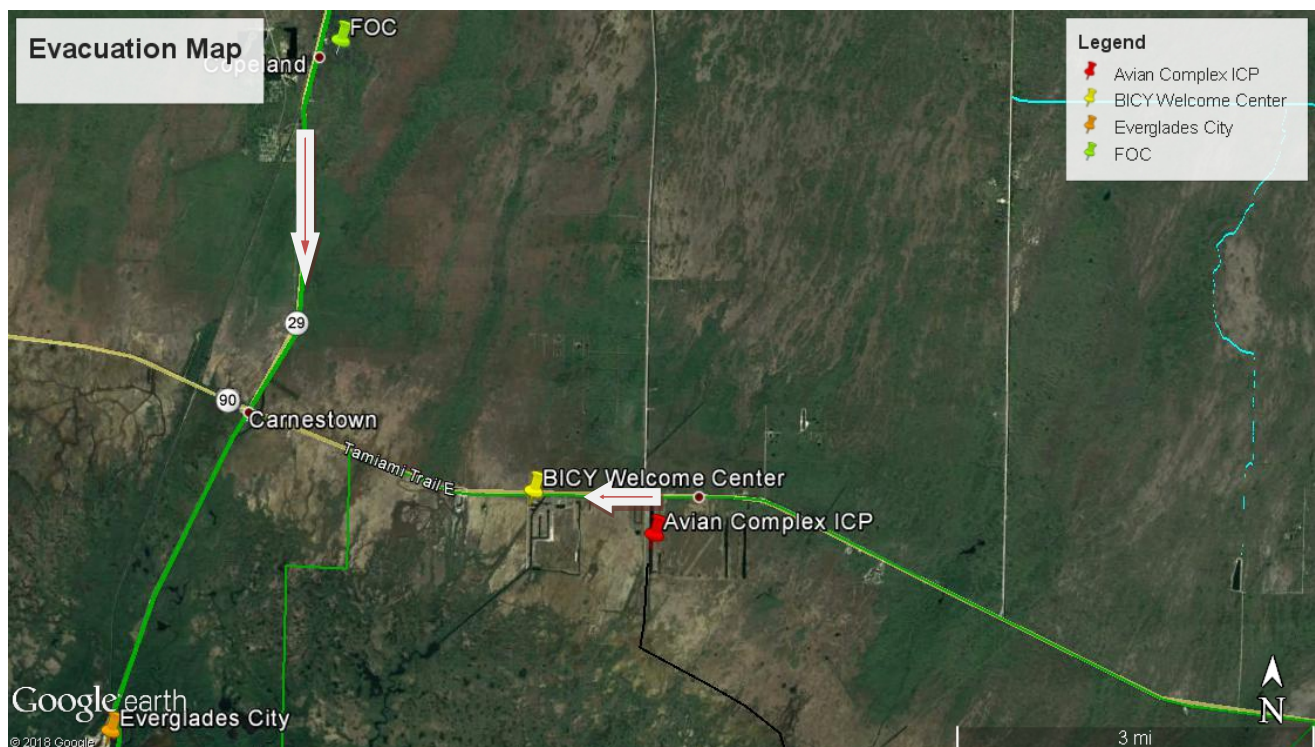 Evacuation Map
FOC
Copeland
Legend
Avian Complex ICP
BICY Welcome Center
Everglades City
FOC
29
90
Carnestown
Tamiami Trail E
BICY Welcome Center
Avian Complex ICP
Everglades City
Google earth
© 2018 Google
N
3 mi